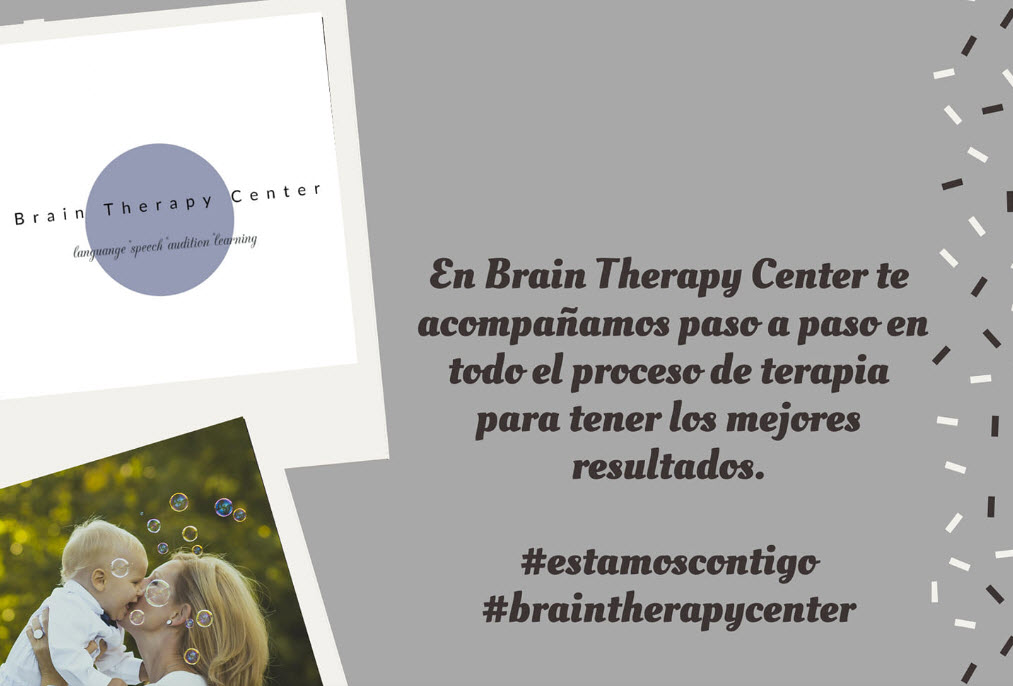 Brain Therapy Center
languange*speech*audition*learning
En Brain Therapy Center te
acompañamos paso a paso en
todo el proceso de terapia
para tener los mejores
resultados.
#estamoscontigo
#braintherapycenter